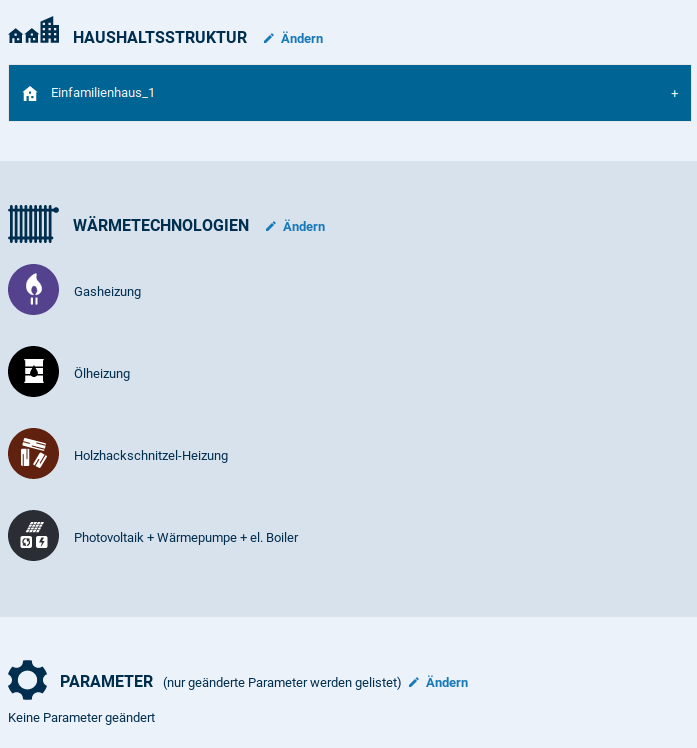 HAUSHALTSSTRUKTUR Ändern
Einfamilienhaus_1 +
WÄRMETECHNOLOGIEN Ändern
Gasheizung
Ölheizung
Holzhackschnitzel-Heizung
Photovoltaik + Wärmepumpe + el. Boiler
PARAMETER (nur geänderte Parameter werden gelistet) Ändern
Keine Parameter geändert